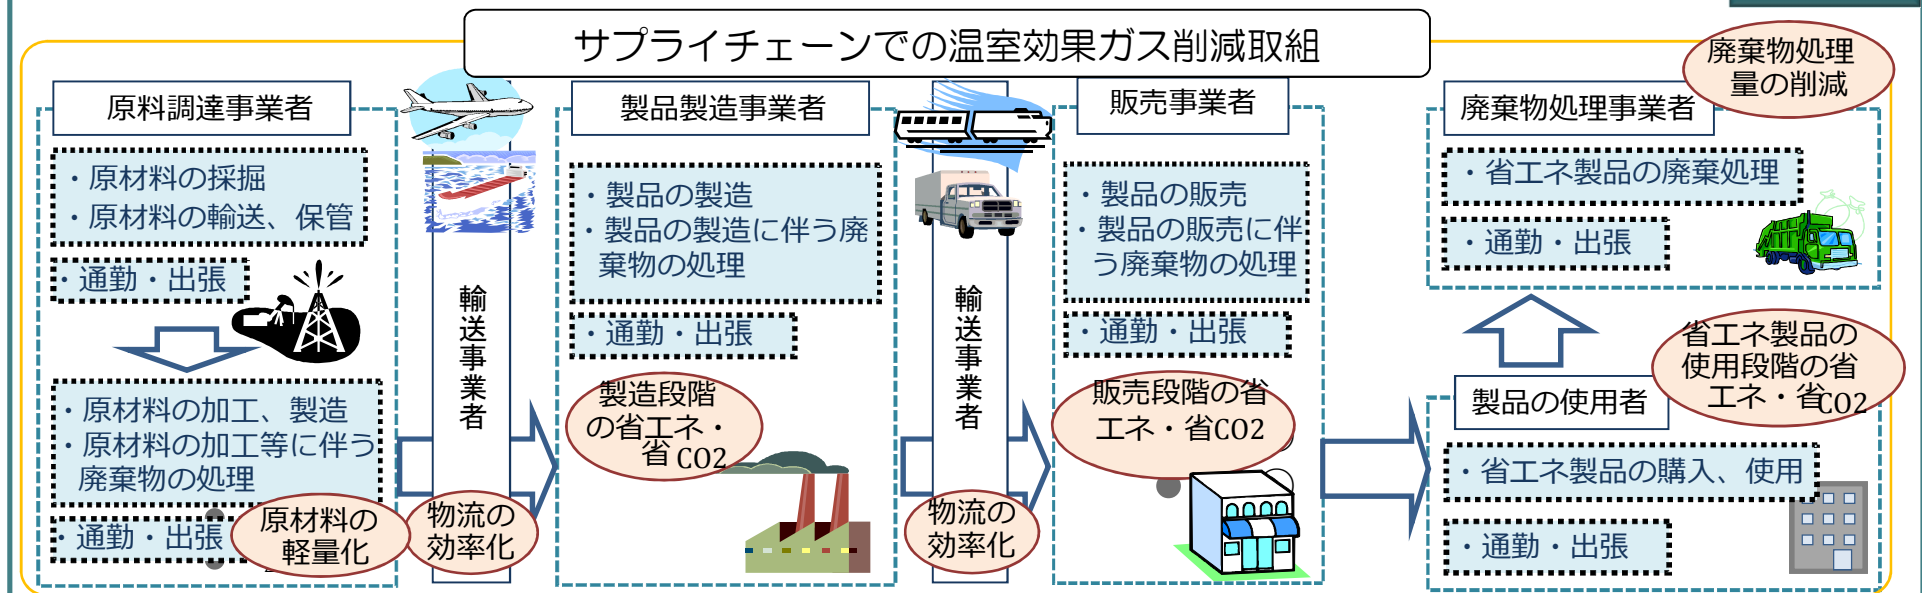 サプライチェーンでの温室効果ガス削減取組
原料調達事業者
・原材料の採掘
・原材料の輸送、保管
・通勤・出張
・原材料の加工、製造
・原材料の加工等に伴う
廃棄物の処理
・通勤・出張
原材料の
軽量化
輸送事業者
物流の
効率化
製品製造事業者
・製品の製造
・製品の製造に伴う廃
棄物の処理
・通勤・出張
製造段階
の省エネ・
省CO2
輸送事業者
物流の
効率化
販売事業者
・製品の販売
・製品の販売に伴
う廃棄物の処理
・通勤・出張
販売段階の省
エネ・省CO2
廃棄物処理事業者
廃棄物処理
量の削減
・省エネ製品の廃棄処理
・通勤・出張
製品の使用者
省エネ製品の
使用段階の省
エネ・省CO2
・省エネ製品の購入、使用
・通勤・出張